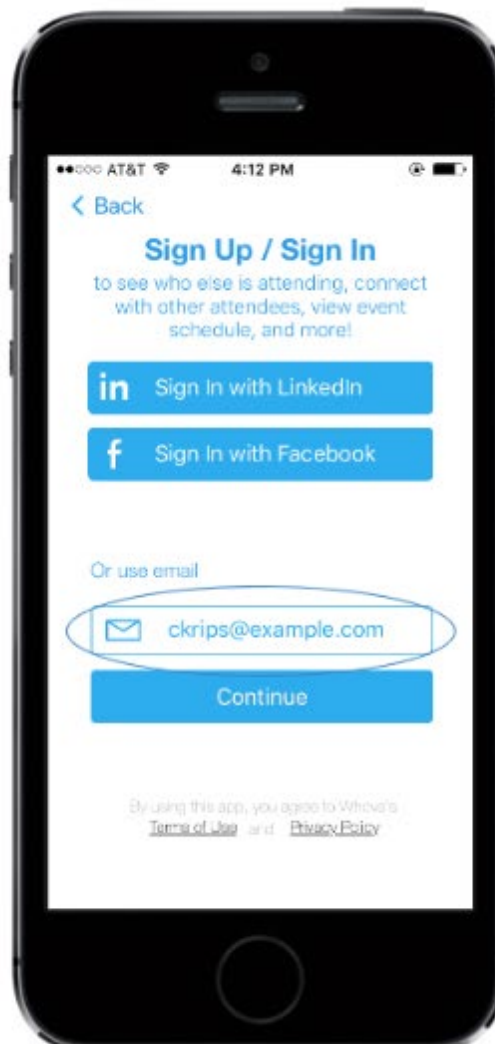 AT&T 4:12 PM
Back
Sign Up / Sign In
to see who else is attending, connect
with other attendees, view event
schedule, and more!
in Sign In with LinkedIn
f Sign In with Facebook
Or use email
ckrips@example.com
Continue
By using this app, you agree to Whova's
Terms of Use and Privacy Policy